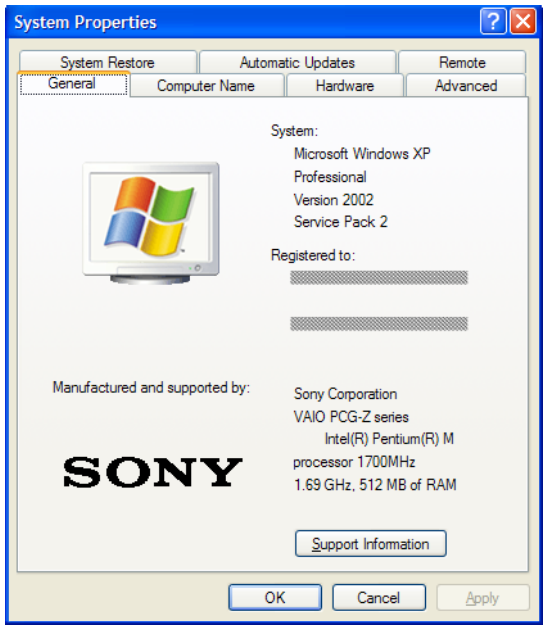 System Properties
System Restore
Automatic Updates
Remote
General
Computer Name
Hardware
Advanced
System:
Microsoft Windows XP
Professional
Version 2002
Service Pack 2
Registered to:
Manufactured and supported by:
SONY
Sony Corporation
VAIO PCG-Z series
Intel(R) Pentium(R) M
processor 1700MHz
1.69 GHz, 512 MB of RAM
Support Information
OK
Cancel
Apply